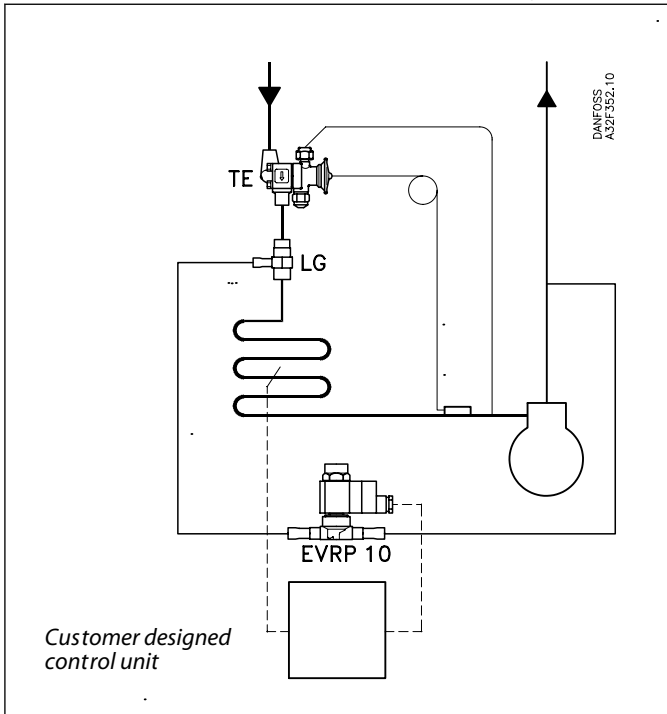 DANFOSS
A32F352.10
TE
LG
EVRP 10
Customer designed
control unit